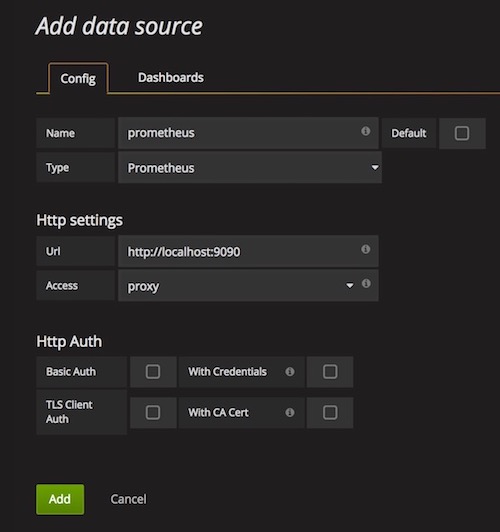 Add data source
Config Dashboards
Name prometheus Default
Type Prometheus
Http settings
Url http://localhost:9090
Access proxy
Http Auth
Basic Auth With Credentials
TLS Client
Auth With CA Cert
Add Cancel